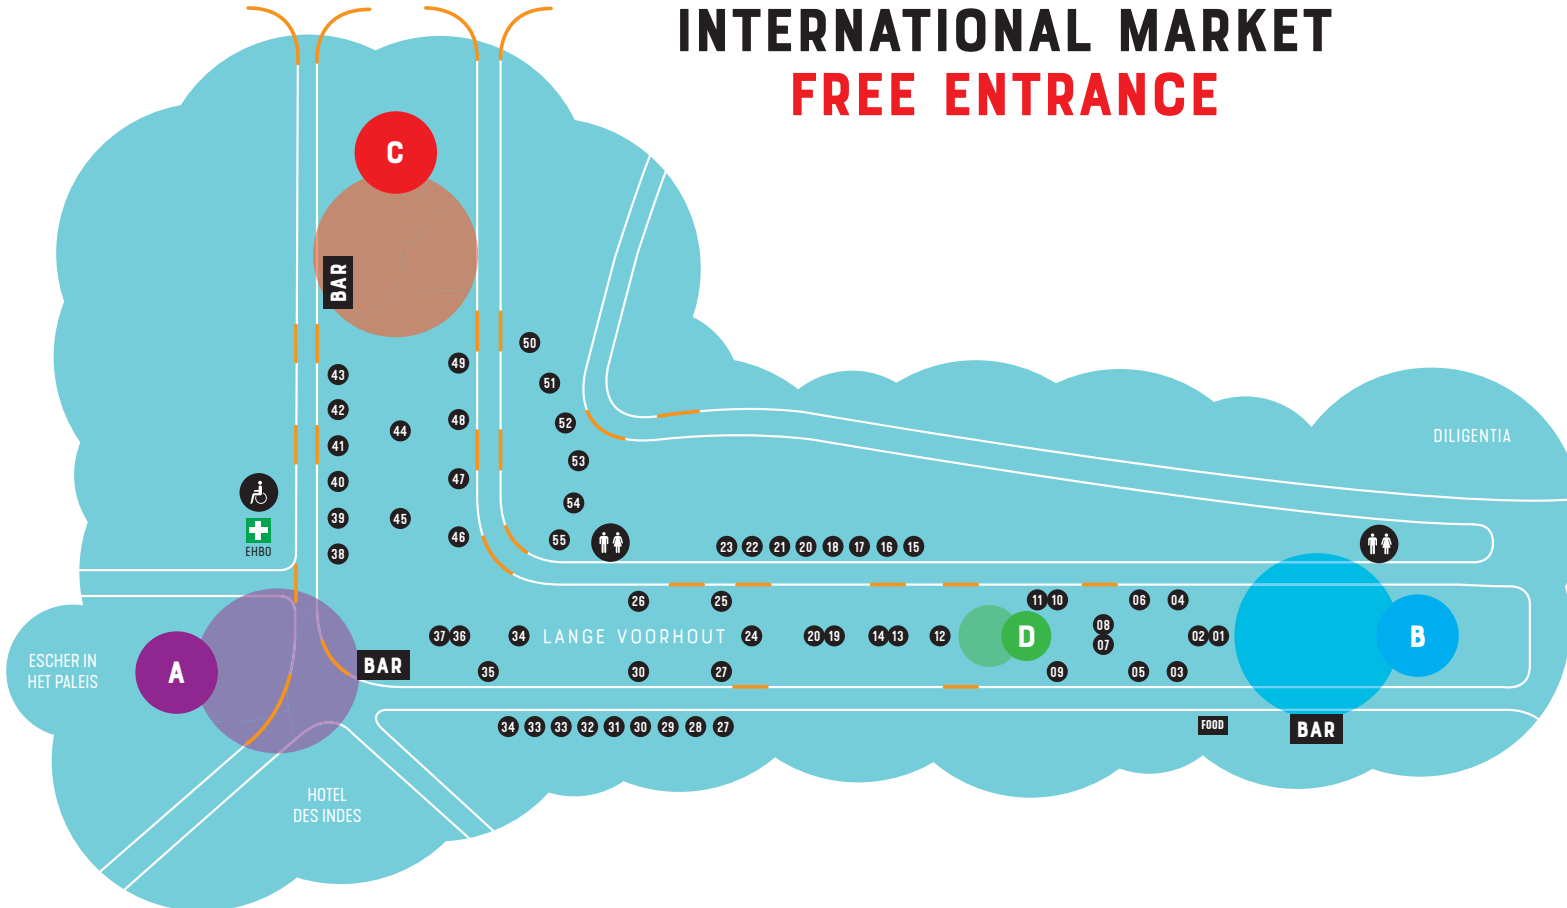 INTERNATIONAL MARKET
FREE ENTRANCE
C
BAR
50
49
43
51
42
48
52
44
DILIGENTIA
41
53
47
40
54
45
39
46
55
EHBO
38
23 22 21 20 18 17 16 15
26 25 11 10 06 04
08
37 36 34 LANGE VOORHOUT 24 20 19 14 13 12 D 02 01 B
07
ESCHER IN
HET PALEIS
A
BAR
35 30 27 09 05 03
34 33 33 32 31 30 29 28 27
FOOD
BAR
HOTEL
DES INDES